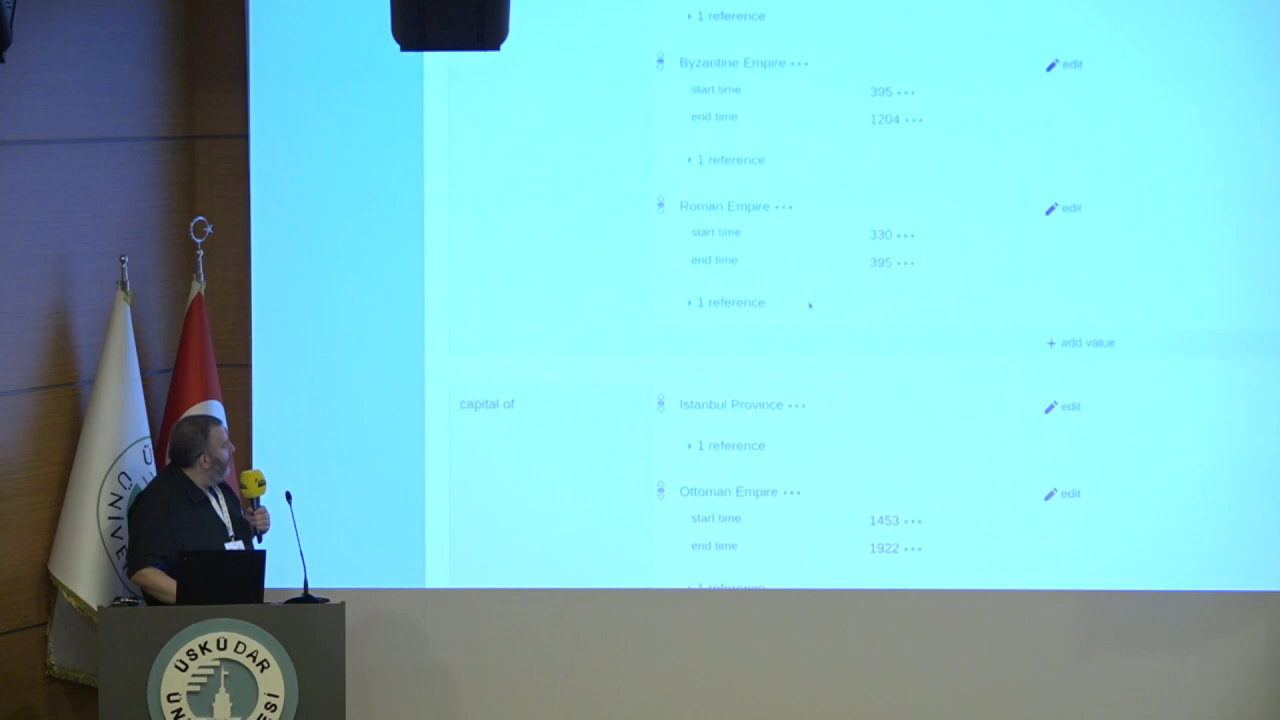 1 reference
Byzantine Empire
edit
start time
395
end time
1204
1 reference
Roman Empire
edit
start time
330
end time
395
1 reference
+ add value
capital of
Istanbul Province
edit
1 reference
Ottoman Empire
edit
start time
1453
end time
1922
1 reference
ÜSKÜDAR